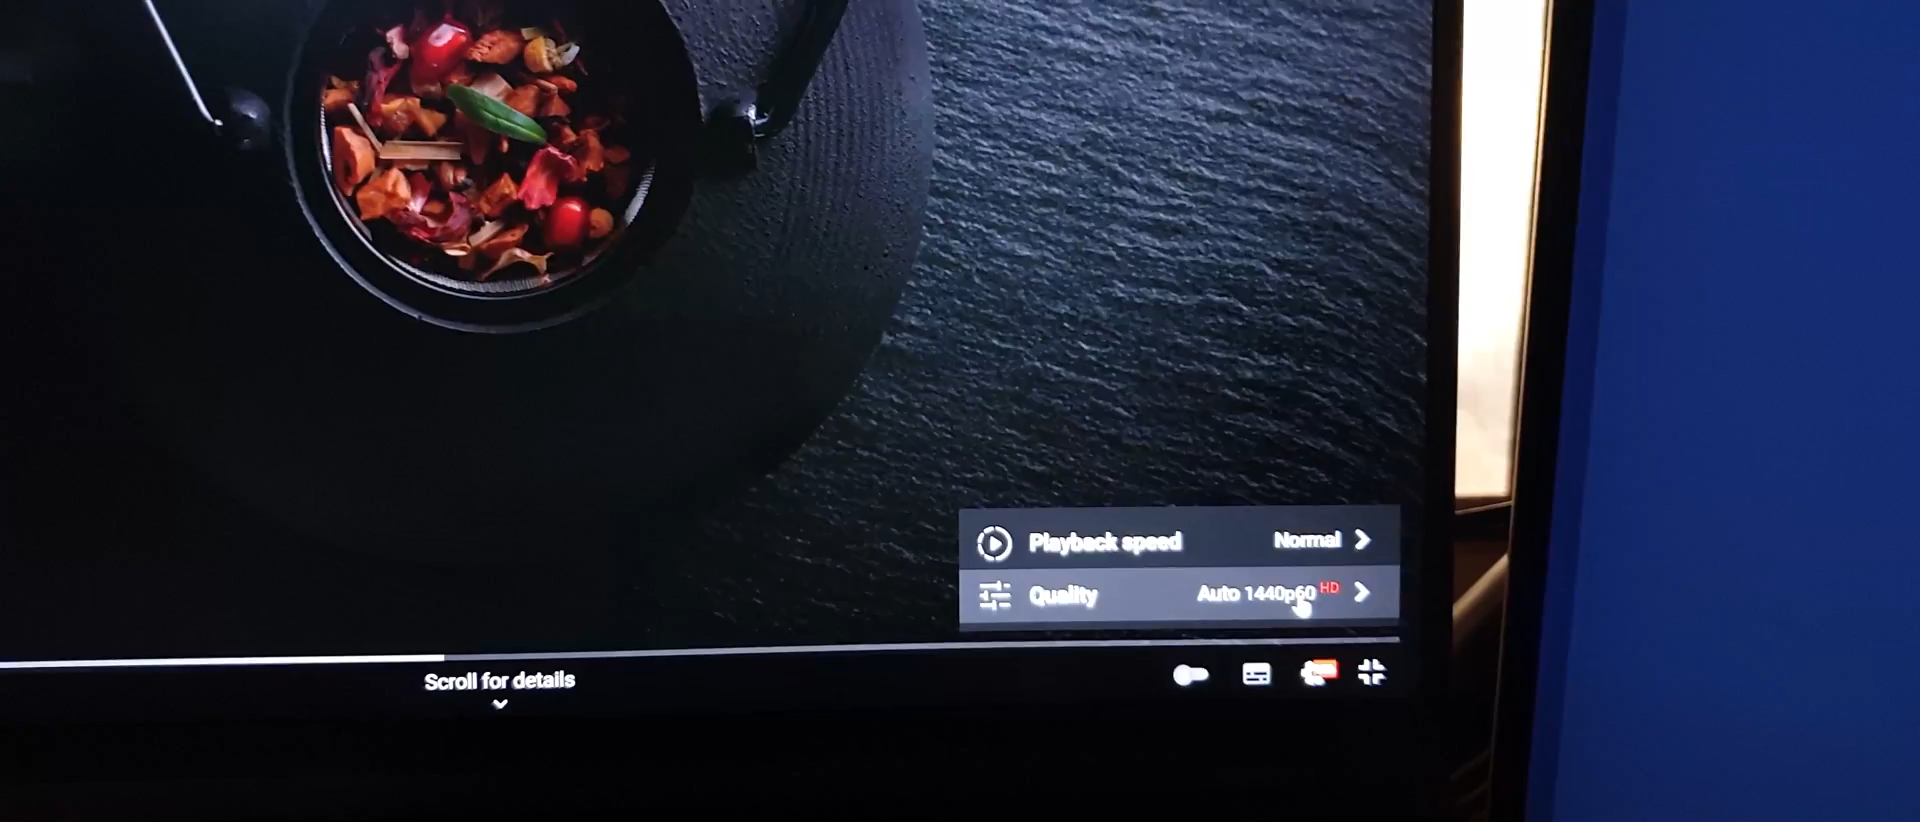 Playback speed Normal
Quality Auto 1440p60 HD
Scroll for details